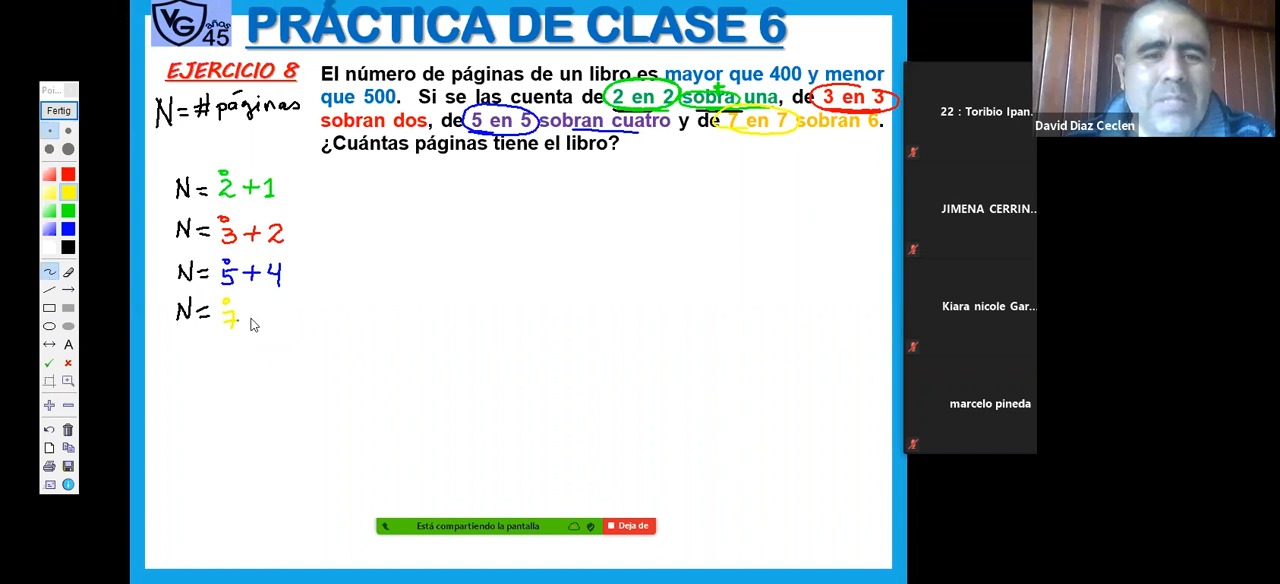 VG
años
45
PRÁCTICA DE CLASE 6
EJERCICIO 8
El número de páginas de un libro es mayor que 400 y menor
que 500. Si se las cuenta de 2 en 2 sobra una, de 3 en 3
sobran dos, de 5 en 5 sobran cuatro y de 7 en 7 sobran 6.
¿Cuántas páginas tiene el libro?
N = # páginas
+
N = 2° + 1
N = 3° + 2
N = 5° + 4
N = 7°
Poi...
Fertig
A
Está compartiendo la pantalla
Deja de
David Diaz Ceclen
22 : Toribio Ipan...
JIMENA CERRIN...
Kiara nicole Gar...
marcelo pineda